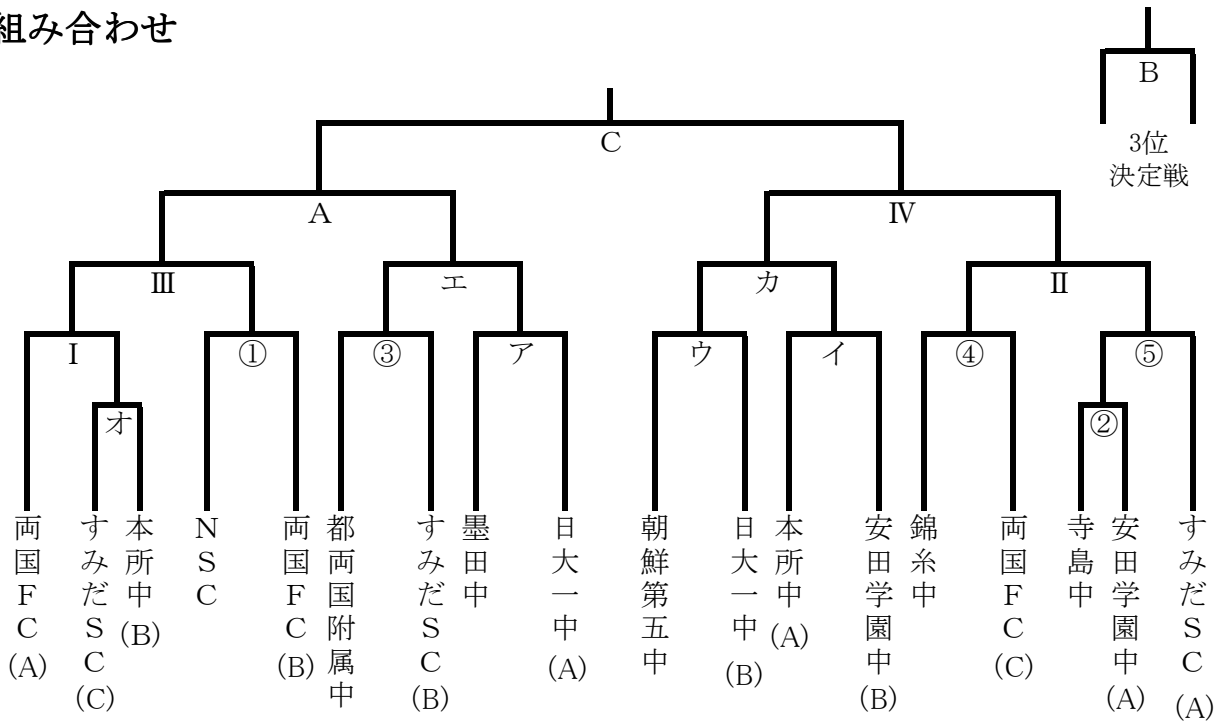 組み合わせ
B
3位
決定戦
C
A
Ⅳ
Ⅲ
エ
カ
Ⅱ
Ⅰ
①
③
ア
ウ
イ
④
⑤
オ
②
両国FC(A)
すみだSC(C)
本所中(B)
NSC
両国FC(B)
都両国附属中
すみだSC(B)
墨田中
日大一中(A)
朝鮮第五中
日大一中(B)
本所中(A)
安田学園中(B)
錦糸中
両国FC(C)
寺島中
安田学園中(A)
すみだSC(A)